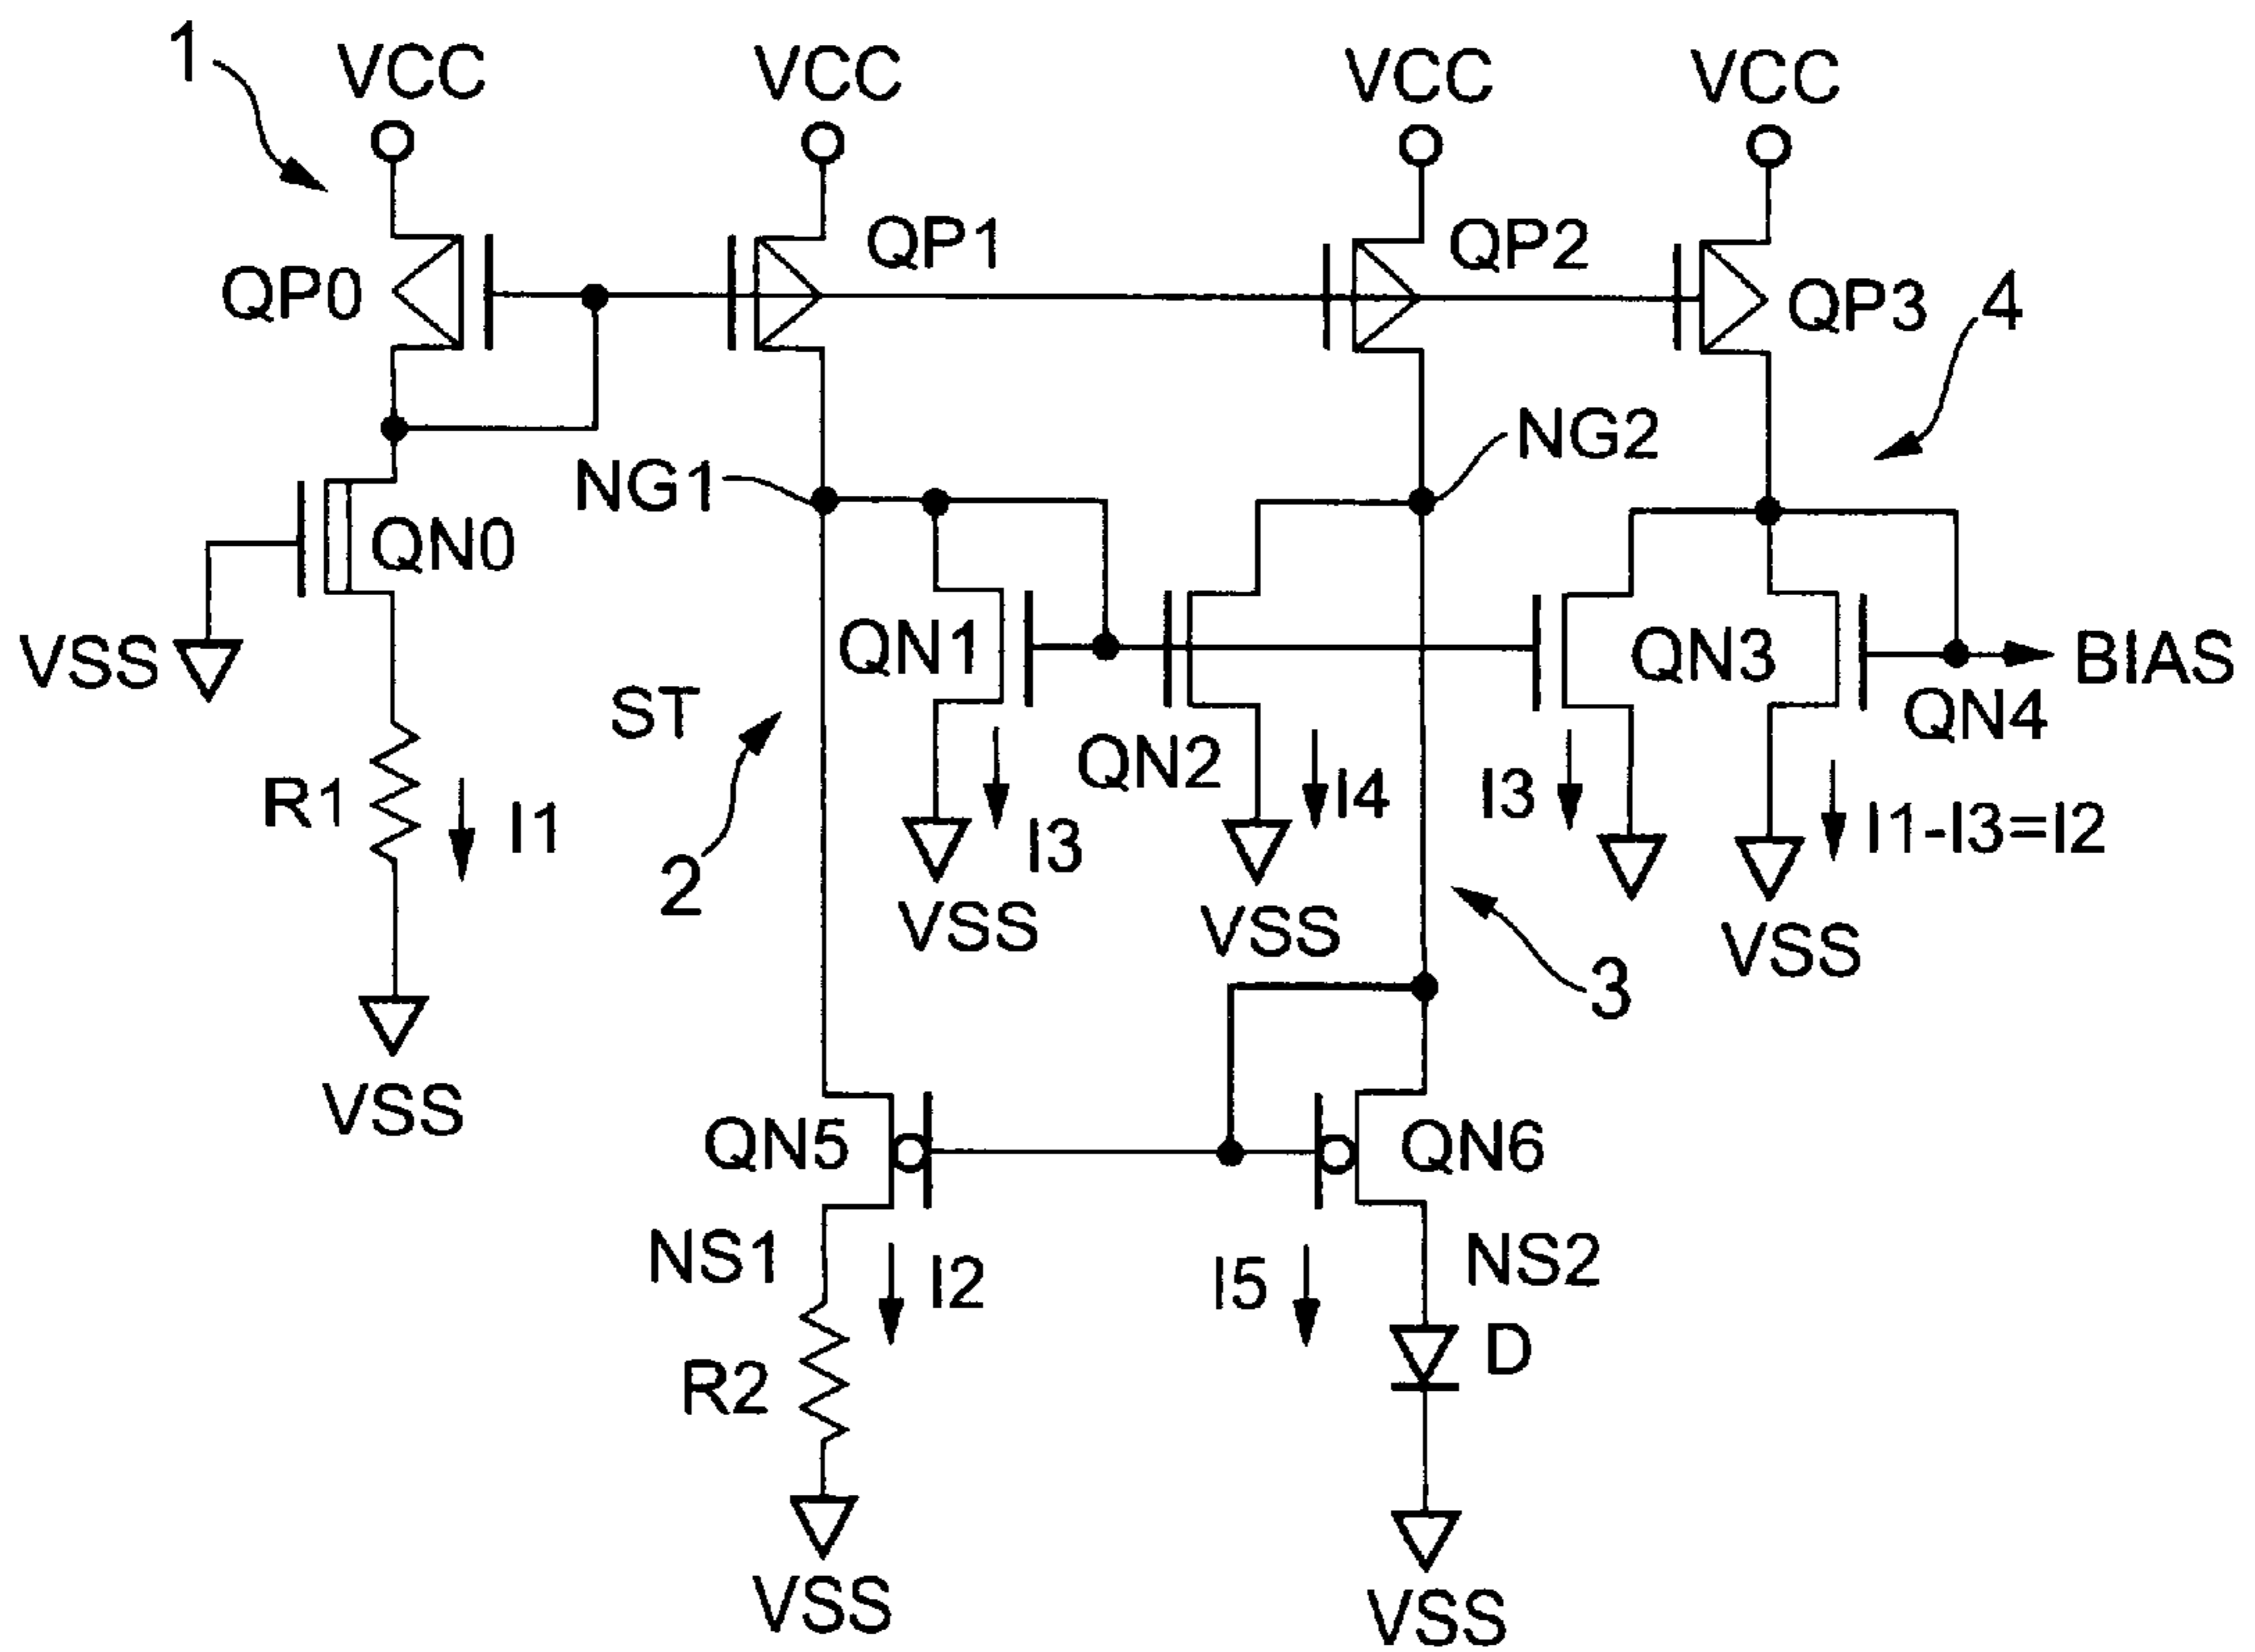 1
VCC
VCC
VCC
VCC
QP0
QP1
QP2
QP3
4
NG1
NG2
QN0
VSS
QN1
QN2
QN3
QN4
BIAS
ST
2
R1
I1
I3
I4
I3
I1-I3=I2
VSS
VSS
VSS
3
VSS
QN5
QN6
NS1
I2
I5
NS2
R2
D
VSS
VSS